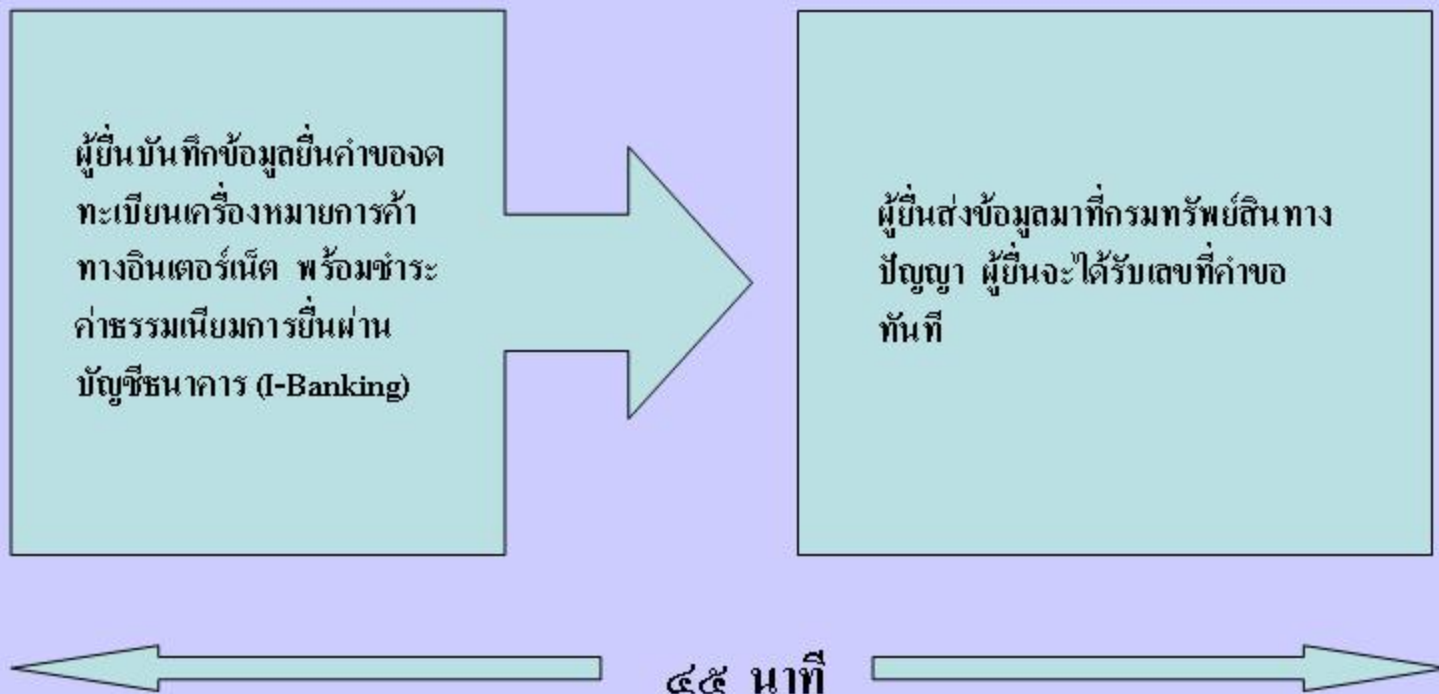 ผู้ยื่นบันทึกข้อมูลยื่นคำขอจด
ทะเบียนเครื่องหมายการค้า
ทางอินเตอร์เน็ต พร้อมชำระ
ค่าธรรมเนียมการยื่นผ่าน
บัญชีธนาคาร (I-Banking)
ผู้ยื่นส่งข้อมูลมาที่กรมทรัพย์สินทาง
ปัญญา ผู้ยื่นจะได้รับเลขที่คำขอ
ทันที
๔๕ นาที